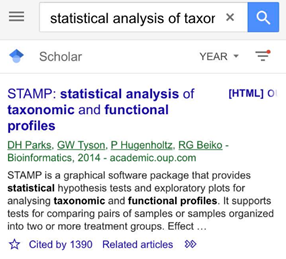 statistical analysis of taxor ×
Scholar YEAR
STAMP: statistical analysis of [HTML]
taxonomic and functional
profiles
DH Parks, GW Tyson, P Hugenholtz, RG Beiko -
Bioinformatics, 2014 - academic.oup.com
STAMP is a graphical software package that provides
statistical hypothesis tests and exploratory plots for
analysing taxonomic and functional profiles. It supports
tests for comparing pairs of samples or samples organized
into two or more treatment groups. Effect …
Cited by 1390 Related articles